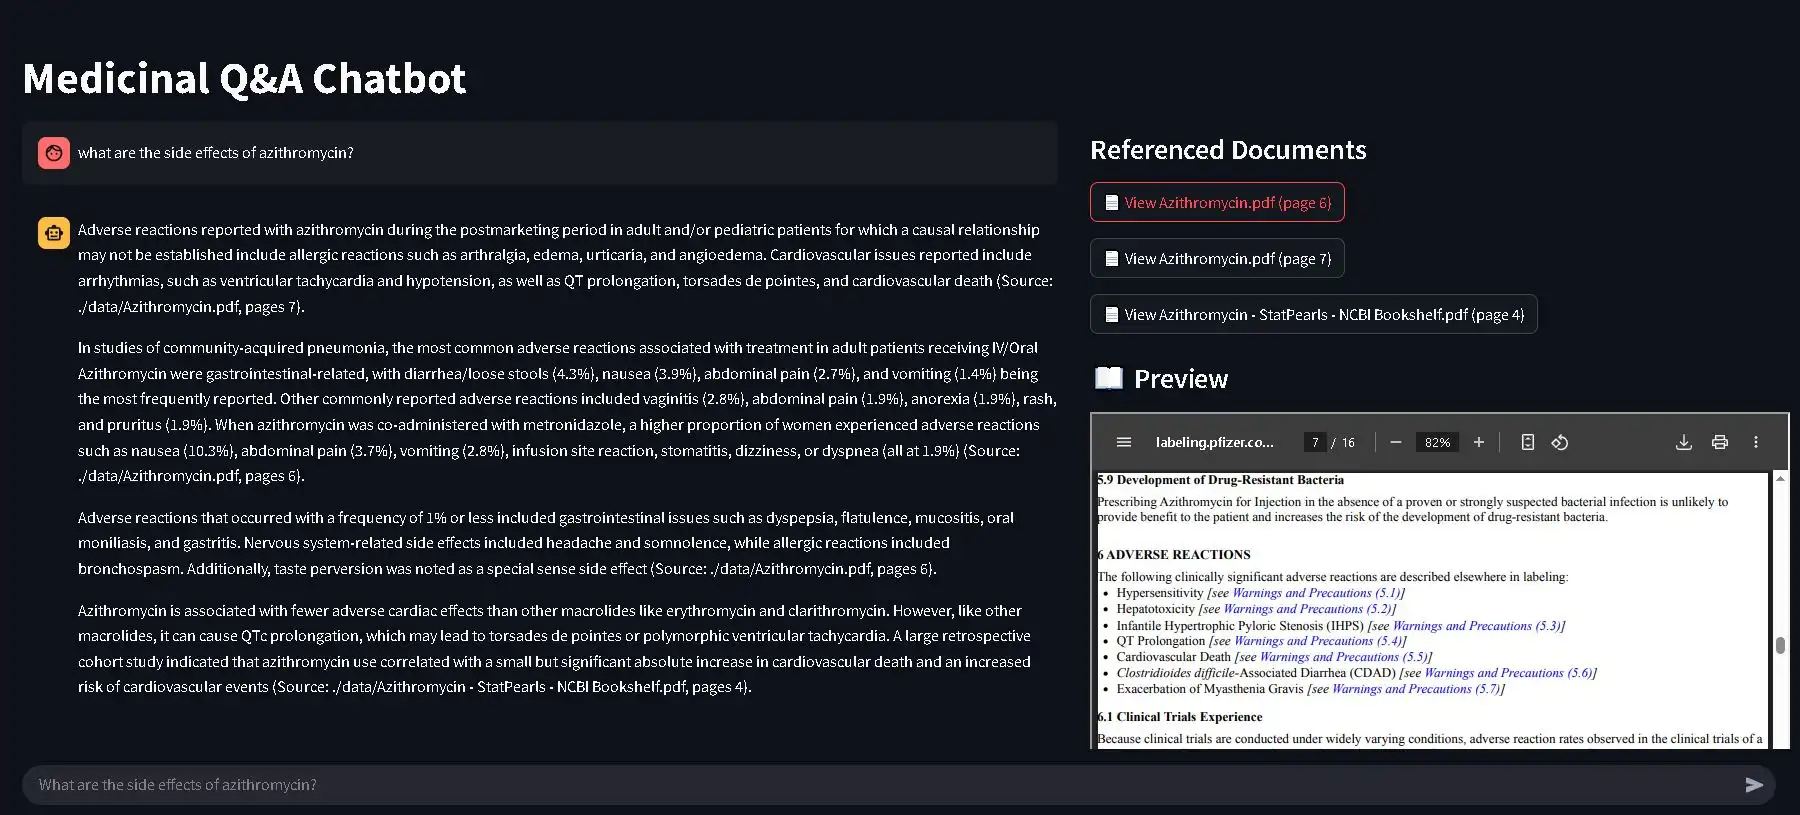 Medicinal Q&A Chatbot
what are the side effects of azithromycin?
Adverse reactions reported with azithromycin during the postmarketing period in adult and/or pediatric patients for which a causal relationship
may not be established include allergic reactions such as arthralgia, edema, urticaria, and angioedema. Cardiovascular issues reported include
arrhythmias, such as ventricular tachycardia and hypotension, as well as QT prolongation, torsades de pointes, and cardiovascular death (Source:
./data/Azithromycin.pdf, pages 7).
In studies of community-acquired pneumonia, the most common adverse reactions associated with treatment in adult patients receiving IV/Oral
Azithromycin were gastrointestinal-related, with diarrhea/loose stools (4.3%), nausea (3.9%), abdominal pain (2.7%), and vomiting (1.4%) being
the most frequently reported. Other commonly reported adverse reactions included vaginitis (2.8%), abdominal pain (1.9%), anorexia (1.9%), rash,
and pruritus (1.9%). When azithromycin was co-administered with metronidazole, a higher proportion of women experienced adverse reactions
such as nausea (10.3%), abdominal pain (3.7%), vomiting (2.8%), infusion site reaction, stomatitis, dizziness, or dyspnea (all at 1.9%) (Source:
./data/Azithromycin.pdf, pages 6).
Adverse reactions that occurred with a frequency of 1% or less included gastrointestinal issues such as dyspepsia, flatulence, mucositis, oral
moniliasis, and gastritis. Nervous system-related side effects included headache and somnolence, while allergic reactions included
bronchospasm. Additionally, taste perversion was noted as a special sense side effect (Source: ./data/Azithromycin.pdf, pages 6).
Azithromycin is associated with fewer adverse cardiac effects than other macrolides like erythromycin and clarithromycin. However, like other
macrolides, it can cause QTc prolongation, which may lead to torsades de pointes or polymorphic ventricular tachycardia. A large retrospective
cohort study indicated that azithromycin use correlated with a small but significant absolute increase in cardiovascular death and an increased
risk of cardiovascular events (Source: ./data/Azithromycin - StatPearls - NCBI Bookshelf.pdf, pages 4).
What are the side effects of azithromycin?
Referenced Documents
View Azithromycin.pdf (page 6)
View Azithromycin.pdf (page 7)
View Azithromycin - StatPearls - NCBI Bookshelf.pdf (page 4)
Preview
labeling.pfizer.co... 7 / 16 82%
5.9 Development of Drug-Resistant Bacteria
Prescribing Azithromycin for Injection in the absence of a proven or strongly suspected bacterial infection is unlikely to
provide benefit to the patient and increases the risk of the development of drug-resistant bacteria.
6 ADVERSE REACTIONS
The following clinically significant adverse reactions are described elsewhere in labeling:
• Hypersensitivity [see Warnings and Precautions (5.1)]
• Hepatotoxicity [see Warnings and Precautions (5.2)]
• Infantile Hypertrophic Pyloric Stenosis (IHPS) [see Warnings and Precautions (5.3)]
• QT Prolongation [see Warnings and Precautions (5.4)]
• Cardiovascular Death [see Warnings and Precautions (5.5)]
• Clostridioides difficile-Associated Diarrhea (CDAD) [see Warnings and Precautions (5.6)]
• Exacerbation of Myasthenia Gravis [see Warnings and Precautions (5.7)]
6.1 Clinical Trials Experience
Because clinical trials are conducted under widely varying conditions, adverse reaction rates observed in the clinical trials of a